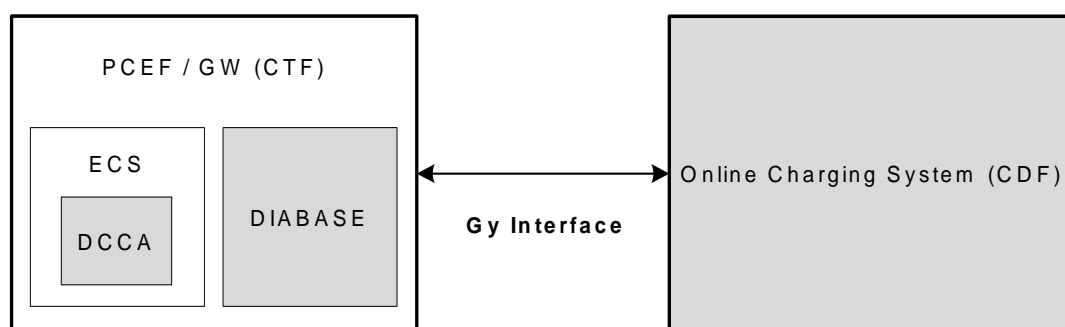 PCEF / GW (CTF)
ECS
DCCA
DIABASE
Gy Interface
Online Charging System (CDF)